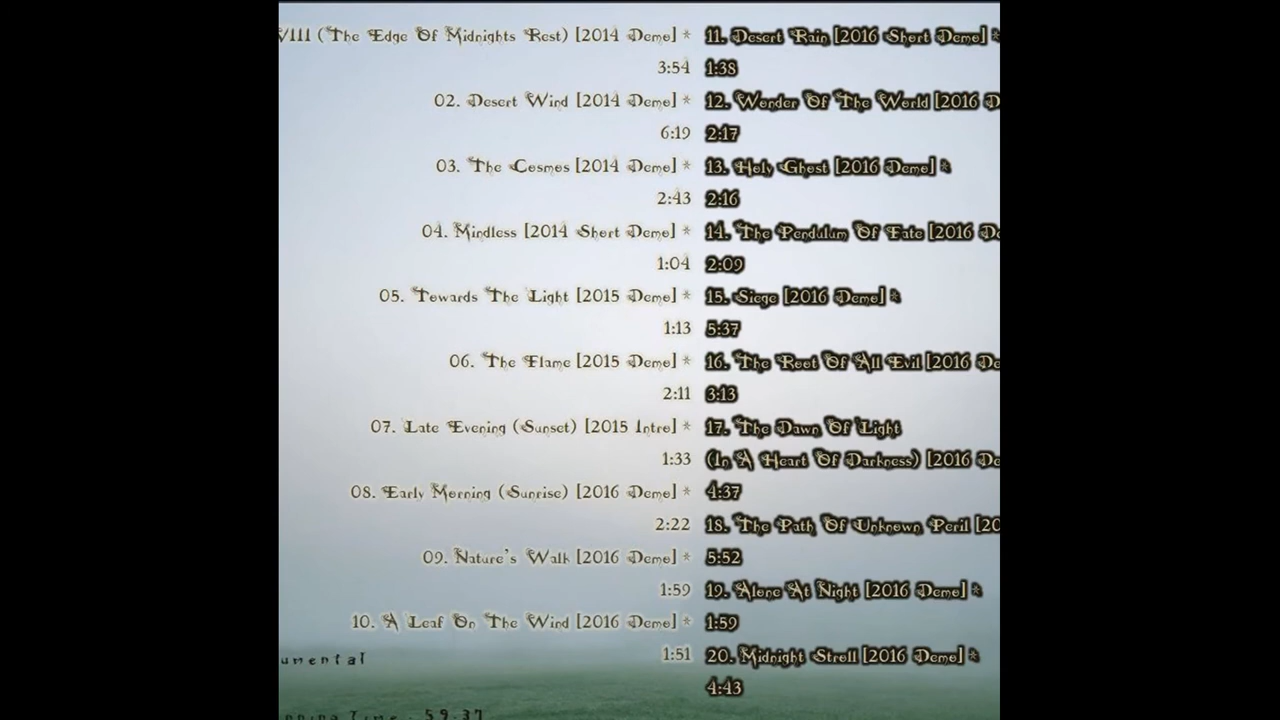 VIII (The Edge Of Midnights Rest) [2014 Demo] *
3:54
02. Desert Wind [2014 Demo] *
6:19
03. The Cosmos [2014 Demo] *
2:43
04. Mindless [2014 Short Demo] *
1:04
05. Towards The Light [2015 Demo] *
1:13
06. The Flame [2015 Demo] *
2:11
07. Late Evening (Sunset) [2015 Intro] *
1:33
08. Early Morning (Sunrise) [2016 Demo] *
2:22
09. Nature's Walk [2016 Demo] *
1:59
10. A Leaf On The Wind [2016 Demo] *
1:51
11. Desert Rain [2016 Short Demo] *
1:38
12. Wonder Of The World [2016 D
2:17
13. Holy Ghost [2016 Demo] *
2:16
14. The Pendulum Of Fate [2016 De
2:09
15. Siege [2016 Demo] *
5:37
16. The Root Of All Evil [2016 De
3:13
17. The Dawn Of Light
(In A Heart Of Darkness) [2016 De
4:37
18. The Path Of Unknown Peril [20
5:52
19. Alone At Night [2016 Demo] *
1:59
20. Midnight Stroll [2016 Demo] *
4:43
umental
nning Time . 59:37